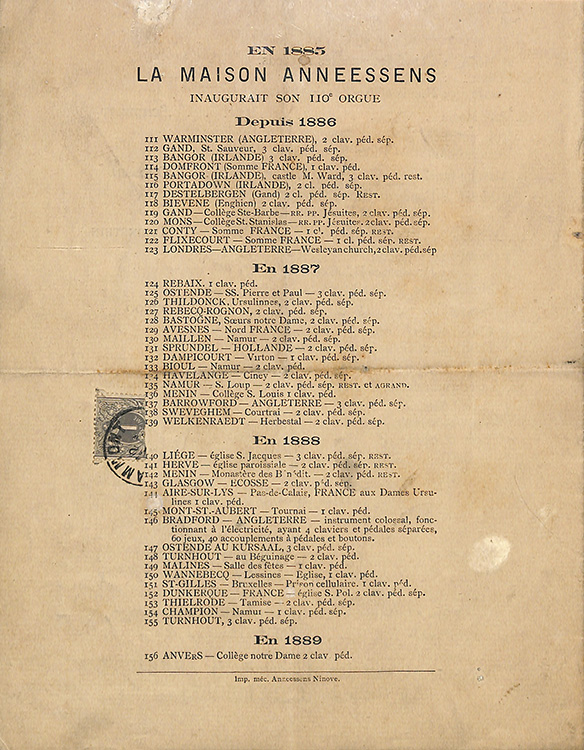 EN 1885
LA MAISON ANNEESSENS
INAUGURAIT SON 110e ORGUE
Depuis 1886
111 WARMINSTER (ANGLETERRE), 2 clav. péd. sép.
112 GAND, St. Sauveur, 3 clav. péd. sép.
113 BANGOR (IRLANDE) 3 clav. péd. sép.
114 DOMFRONT (Somme FRANCE), 1 clav. péd.
115 BANGOR (IRLANDE), castle M. Ward, 3 clav. péd. rest.
116 PORTADOWN (IRLANDE), 2 cl. péd. sép.
117 DESTELBERGEN (Gand) 2 cl. péd. sép. REST.
118 BIEVENE (Enghien) 2 clav. péd. sép.
119 GAND — Collège Ste-Barbe — RR. PP. Jésuites, 2 clav. péd. sép.
120 MONS — Collège St. Stanislas — RR. PP. Jésuites. 2 clav. péd. sép.
121 CONTY — Somme FRANCE — 1 cl. péd. sép. REST.
122 FLIXECOURT — Somme FRANCE — 1 cl. péd. sép. REST.
123 LONDRES — ANGLETERRE — Wesleyan church, 2 clav. péd. sép
En 1887
124 REBAIX. 1 clav. péd.
125 OSTENDE — SS. Pierre et Paul — 3 clav. péd. sép.
126 THILDONCK. Ursulinnes, 2 clav. péd. sép.
127 REBECQ-ROGNON, 2 clav. péd. sép.
128 BASTOGNE, Sœurs notre Dame, 2 clav. péd. sép.
129 AVESNES — Nord FRANCE — 2 clav. péd. sép.
130 MAILLEN — Namur — 2 clav. péd. sép.
131 SPRUNDEL — HOLLANDE — 2 clav. péd. sép.
132 DAMPICOURT — Virton — 1 clav. péd. sép.
133 BIOUL — Namur — 2 clav. péd.
134 HAVELANGE — Ciney — 2 clav. péd. sép.
135 NAMUR — S. Loup — 2 clav. péd. sép. REST. et AGRAND.
136 MENIN — Collège S. Louis 1 clav. péd.
137 BARROWFORD — ANGLETERRE — 3 clav. péd. sép.
138 SWEVEGHEM — Courtrai — 2 clav. péd. sép.
139 WELKENRAEDT — Herbestal — 2 clav. péd. sép.
En 1888
140 LIÉGE — église S. Jacques — 3 clav. péd. sép. REST.
141 HERVE — église paroissiale — 2 clav. péd. sép. REST.
142 MENIN — Monastère des Bénédit. — 2 clav. péd. REST.
143 GLASGOW — ECOSSE — 2 clav. péd. sép.
144 AIRE-SUR-LYS — Pas-de-Calair, FRANCE aux Dames Ursu-
lines 1 clav. péd.
145 MONT-ST.-AUBERT — Tournai — 1 clav. péd.
146 BRADFORD — ANGLETERRE — instrument colossal, fonc-
tionnant à l'électricité, ayant 4 claviers et pédales séparées,
60 jeux, 40 accouplements à pédales et boutons.
147 OSTENDE AU KURSAAL, 3 clav. péd. sép.
148 TURNHOUT — au Béguinage — 2 clav. péd.
149 MALINES — Salle des fêtes — 1 clav. péd.
150 WANNEBECQ — Lessines — Eglise, 1 clav. péd.
151 ST-GILLES — Bruxelles — Prison cellulaire. 1 clav. péd.
152 DUNKERQUE — FRANCE — église S. Pol. 2 clav. péd. sép.
153 THIELRODE — Tamise — 2 clav. péd. sép.
154 CHAMPION — Namur — 1 clav. péd. sép.
155 TURNHOUT, 3 clav. péd. sép.
En 1889
156 ANVERS — Collège notre Dame 2 clav péd.
Imp. méc. Anneessens Ninove.